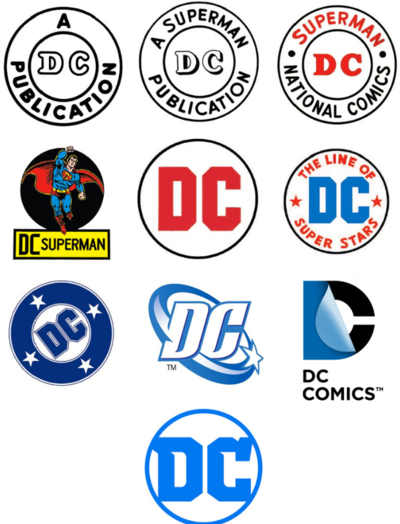 A
DC
PUBLICATION
A SUPERMAN
DC
PUBLICATION
SUPERMAN
DC
NATIONAL COMICS
DC SUPERMAN
DC
THE LINE OF
DC
SUPER STARS
DC
DC
TM
DC
DC
COMICS™
DC